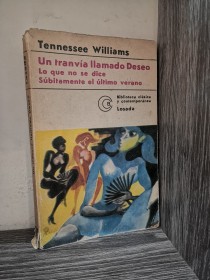 Tennessee Williams
Un tranvía llamado Deseo
Lo que no se dice
Súbitamente el último verano
Biblioteca clásica
y contemporánea
Losada